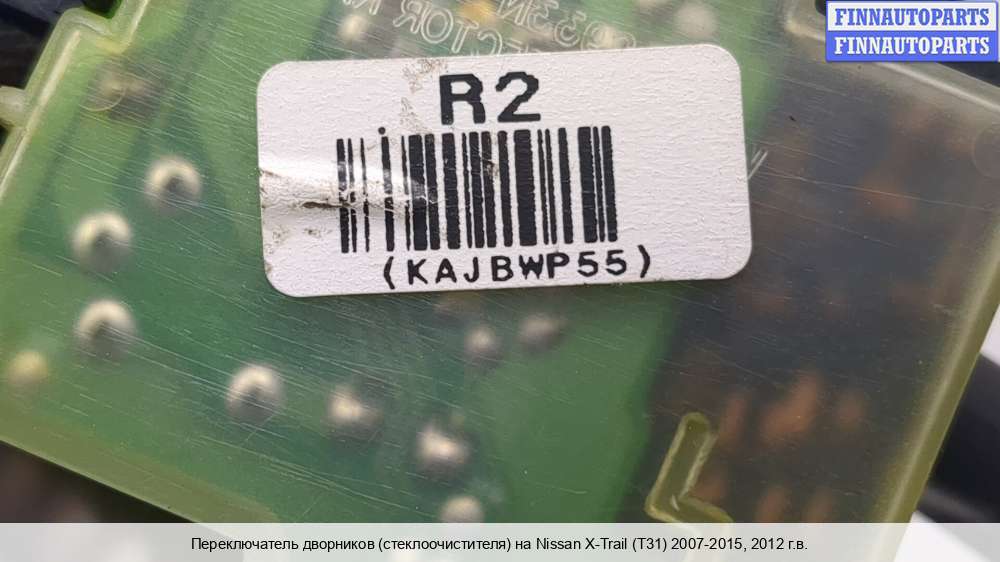 FINNAUTOPARTS
FINNAUTOPARTS
R2
(KAJBWP55)
Переключатель дворников (стеклоочистителя) на Nissan X-Trail (T31) 2007-2015, 2012 г.в.